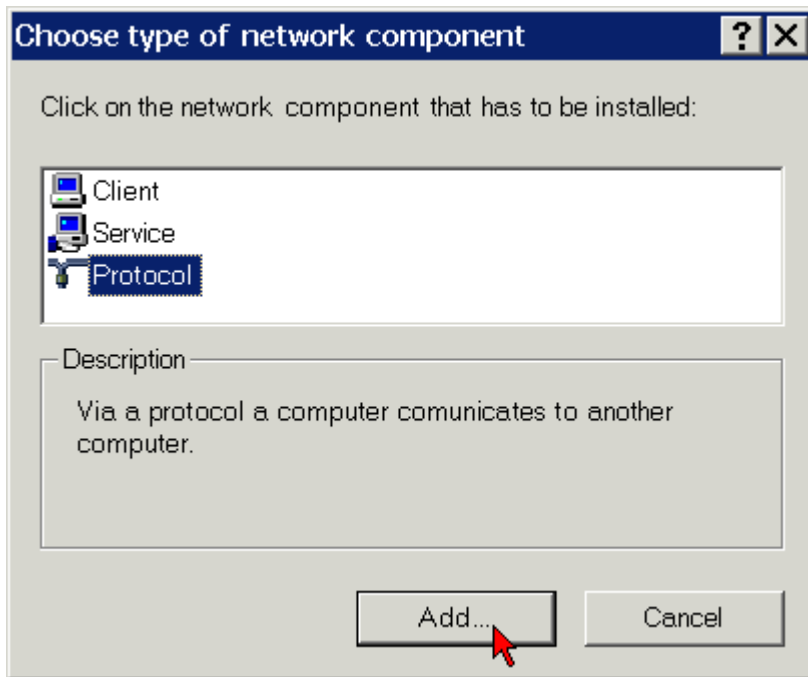 Choose type of network component
Click on the network component that has to be installed:
Client
Service
Protocol
Description
Via a protocol a computer comunicates to another
computer.
Add...
Cancel